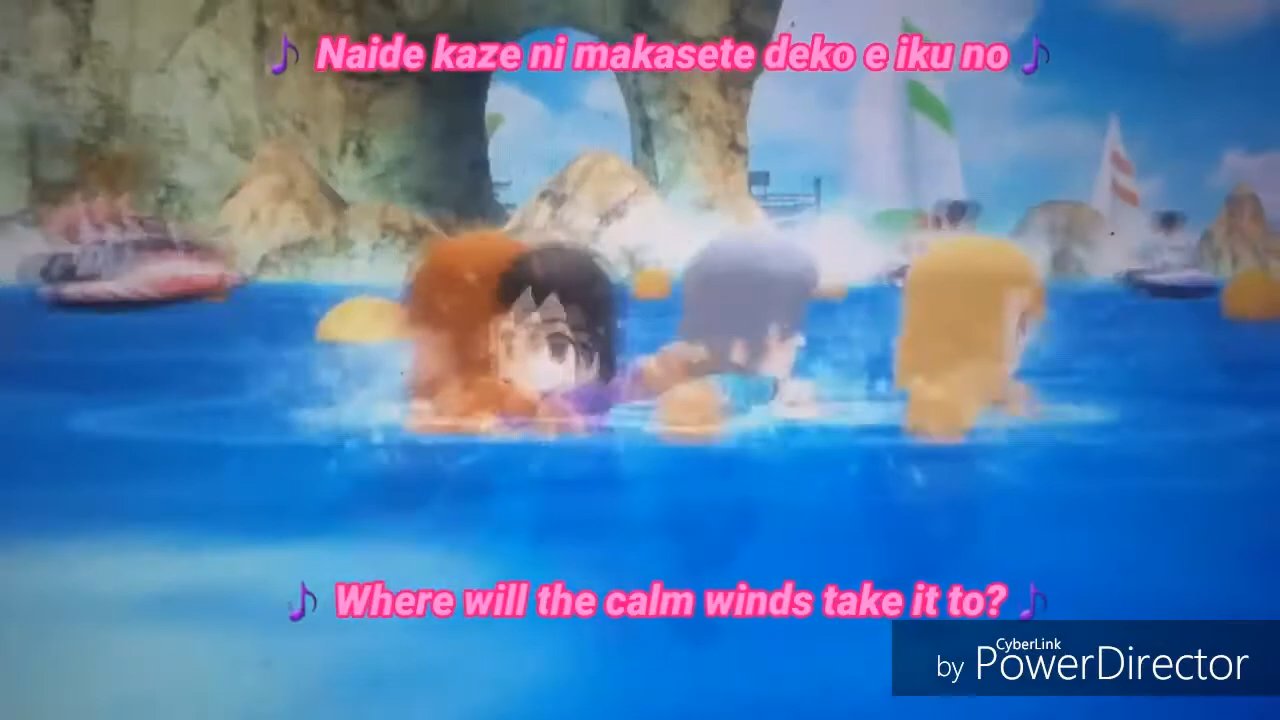 ♪ Naide kaze ni makasete deko e iku no ♪
♪ Where will the calm winds take it to? ♪
CyberLink
by PowerDirector